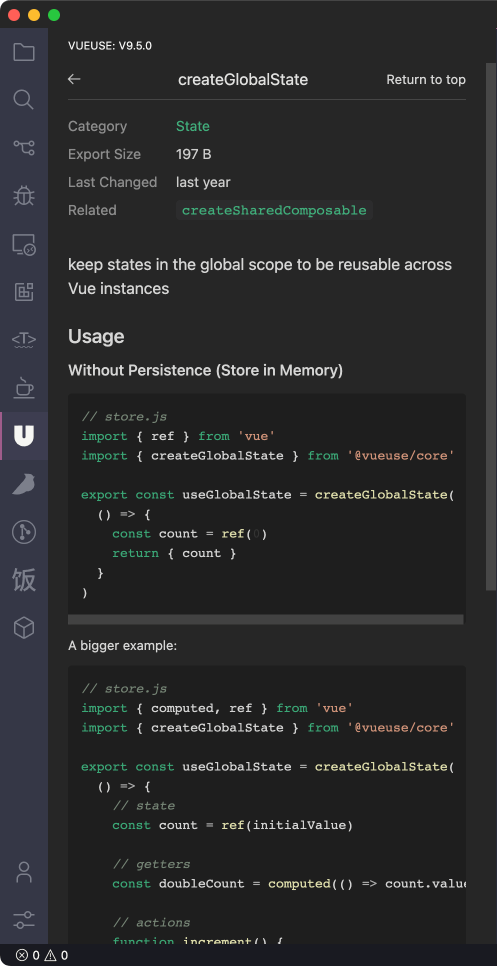 VUEUSE: V9.5.0
← createGlobalState Return to top
Category State
Export Size 197 B
Last Changed last year
Related createSharedComposable
keep states in the global scope to be reusable across
Vue instances
Usage
Without Persistence (Store in Memory)
// store.js
import { ref } from 'vue'
import { createGlobalState } from '@vueuse/core'
export const useGlobalState = createGlobalState(
() => {
const count = ref(0)
return { count }
}
)
A bigger example:
// store.js
import { computed, ref } from 'vue'
import { createGlobalState } from '@vueuse/core'
export const useGlobalState = createGlobalState(
() => {
// state
const count = ref(initialValue)
// getters
const doubleCount = computed(() => count.value
// actions
function increment() {
<T>
饭
0 0